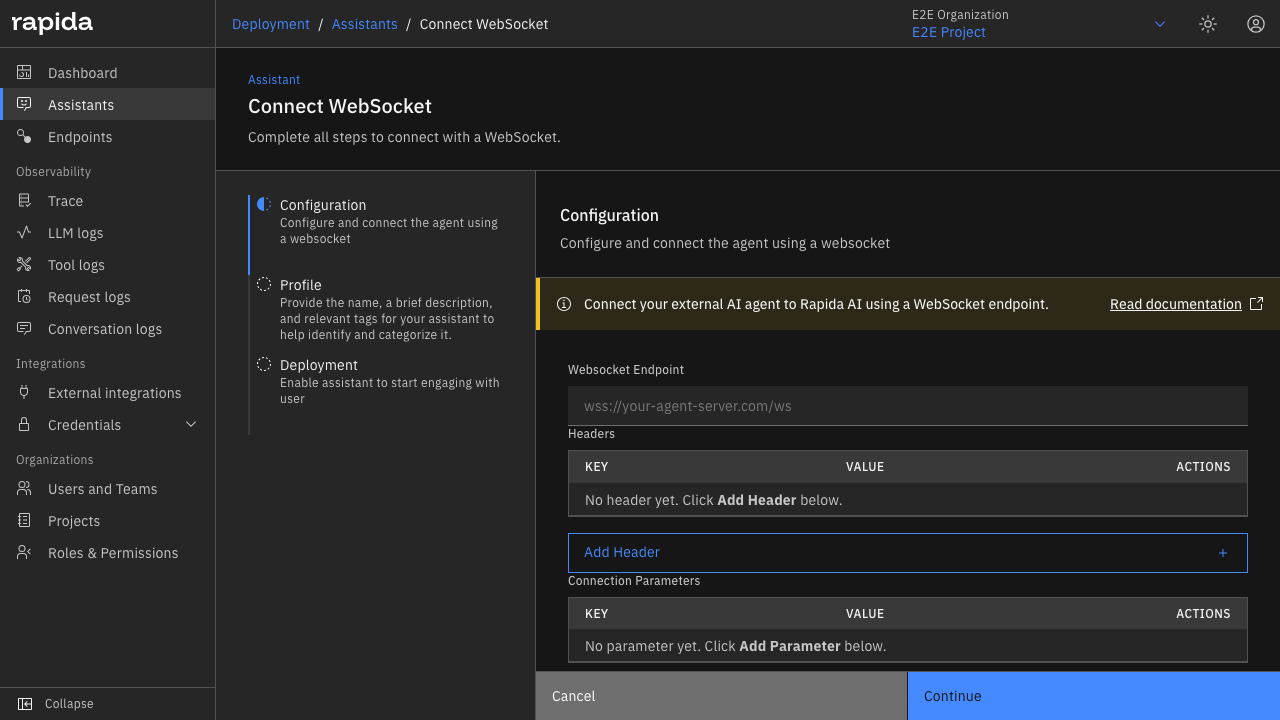 rapida
Deployment / Assistants / Connect WebSocket
E2E Organization
E2E Project
Dashboard
Assistants
Endpoints
Observability
Trace
LLM logs
Tool logs
Request logs
Conversation logs
Integrations
External integrations
Credentials
Organizations
Users and Teams
Projects
Roles & Permissions
Collapse
Assistant
Connect WebSocket
Complete all steps to connect with a WebSocket.
Configuration
Configure and connect the agent using
a websocket
Profile
Provide the name, a brief description,
and relevant tags for your assistant to
help identify and categorize it.
Deployment
Enable assistant to start engaging with
user
Configuration
Configure and connect the agent using a websocket
Connect your external AI agent to Rapida AI using a WebSocket endpoint. Read documentation
Websocket Endpoint
wss://your-agent-server.com/ws
Headers
KEY VALUE ACTIONS
No header yet. Click Add Header below.
Add Header +
Connection Parameters
KEY VALUE ACTIONS
No parameter yet. Click Add Parameter below.
Cancel Continue